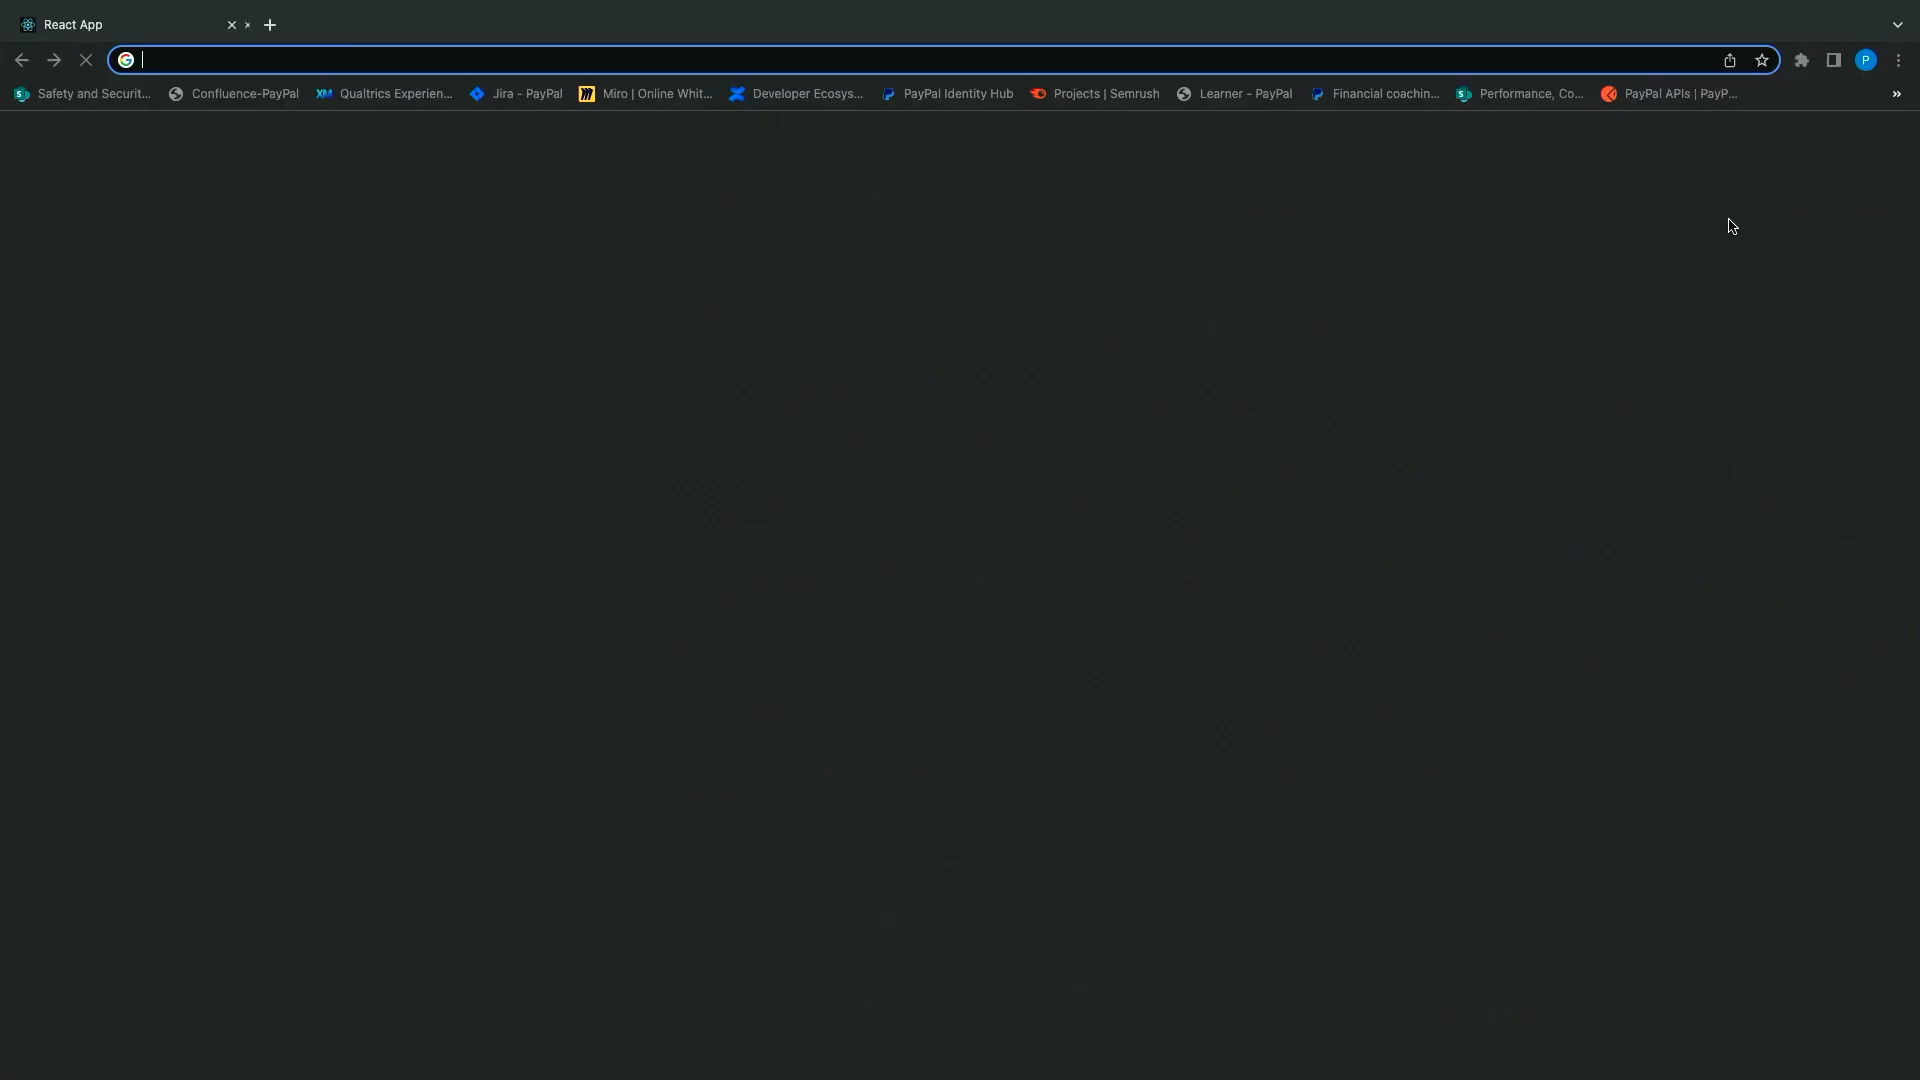 React App
Safety and Securit...
Confluence-PayPal
XM Qualtrics Experien...
Jira - PayPal
Miro | Online Whit...
Developer Ecosys...
PayPal Identity Hub
Projects | Semrush
Learner - PayPal
Financial coachin...
Performance, Co...
PayPal APIs | PayP...
P